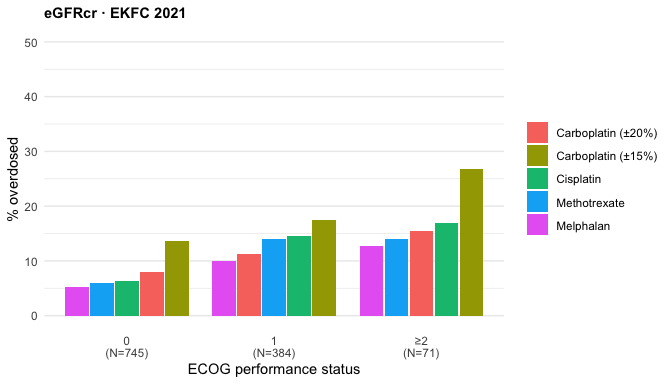 eGFRcr · EKFC 2021
50
40
30
20
10
0
% overdosed
0
(N=745)
1
(N=384)
≥2
(N=71)
ECOG performance status
Carboplatin (±20%)
Carboplatin (±15%)
Cisplatin
Methotrexate
Melphalan